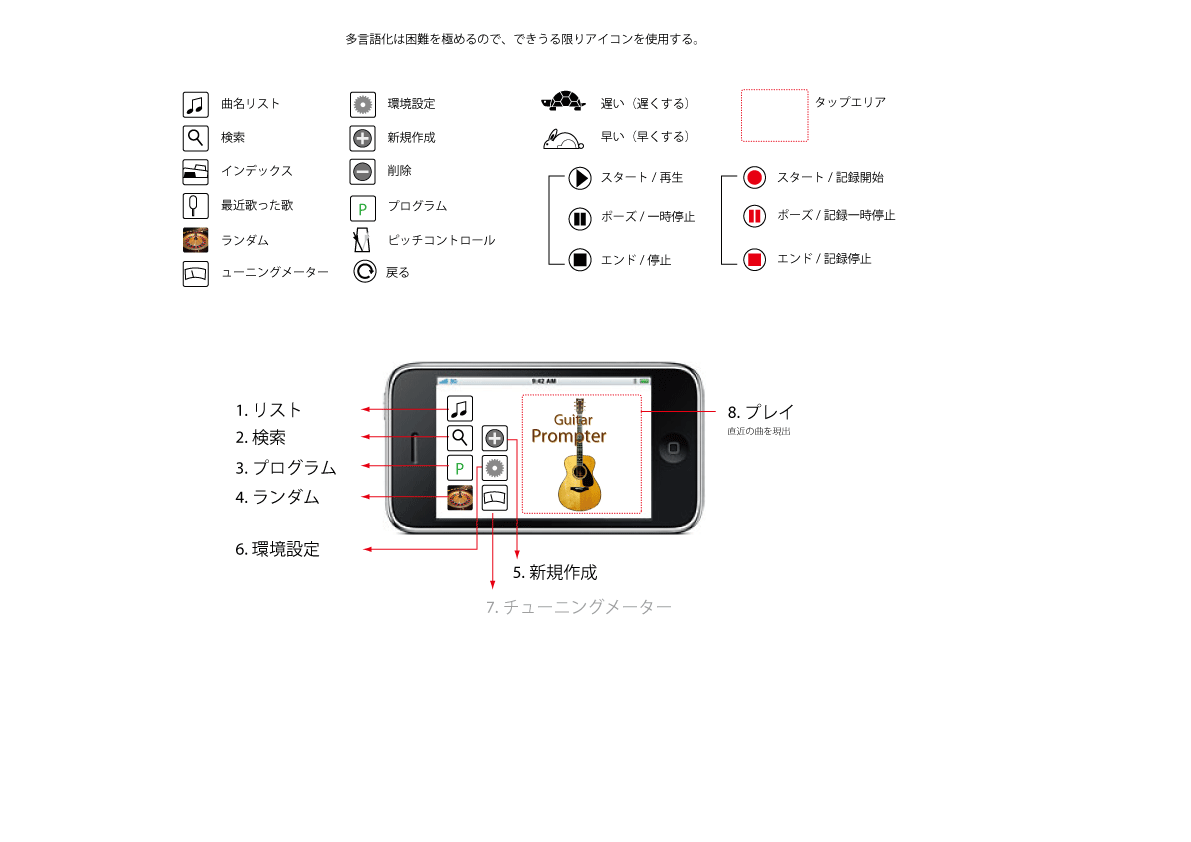 多言語化は困難を極めるので、できうる限りアイコンを使用する。
曲名リスト
検索
インデックス
最近歌った歌
ランダム
ューニングメーター
環境設定
新規作成
削除
P プログラム
ピッチコントロール
戻る
遅い（遅くする）
早い（早くする）
スタート / 再生
ポーズ / 一時停止
エンド / 停止
タップエリア
スタート / 記録開始
ポーズ / 記録一時停止
エンド / 記録停止
3G 9:42 AM
1. リスト
2. 検索
3. プログラム
4. ランダム
6. 環境設定
P
Guitar
Prompter
8. プレイ
直近の曲を現出
5. 新規作成
7. チューニングメーター